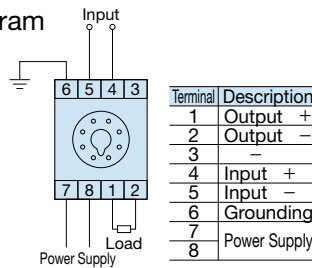 ram
Input
6 5 4 3
7 8 1 2
Load
Power Supply
Terminal Description
1 Output +
2 Output −
3 −
4 Input +
5 Input −
6 Grounding
7
8
Power Supply